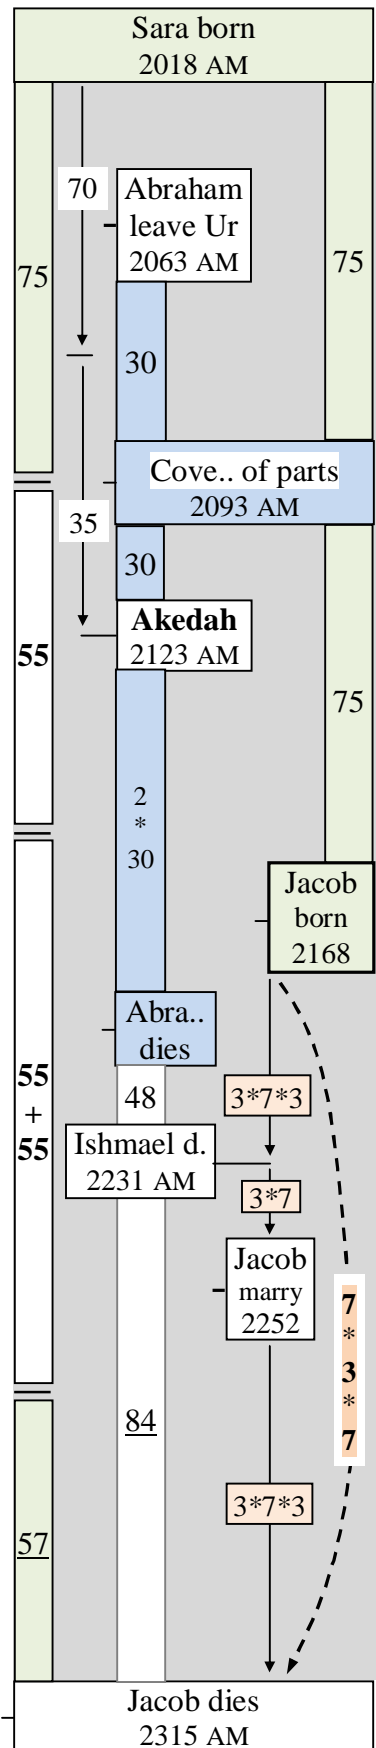 Sara born
2018 AM
70
Abraham
leave Ur
2063 AM
75
75
30
Cove.. of parts
2093 AM
35
30
Akedah
2123 AM
55
75
2
*
30
Jacob
born
2168
Abra..
dies
55
+
55
48
3*7*3
Ishmael d.
2231 AM
3*7
Jacob
marry
2252
7
*
3
*
7
84
3*7*3
57
Jacob dies
2315 AM